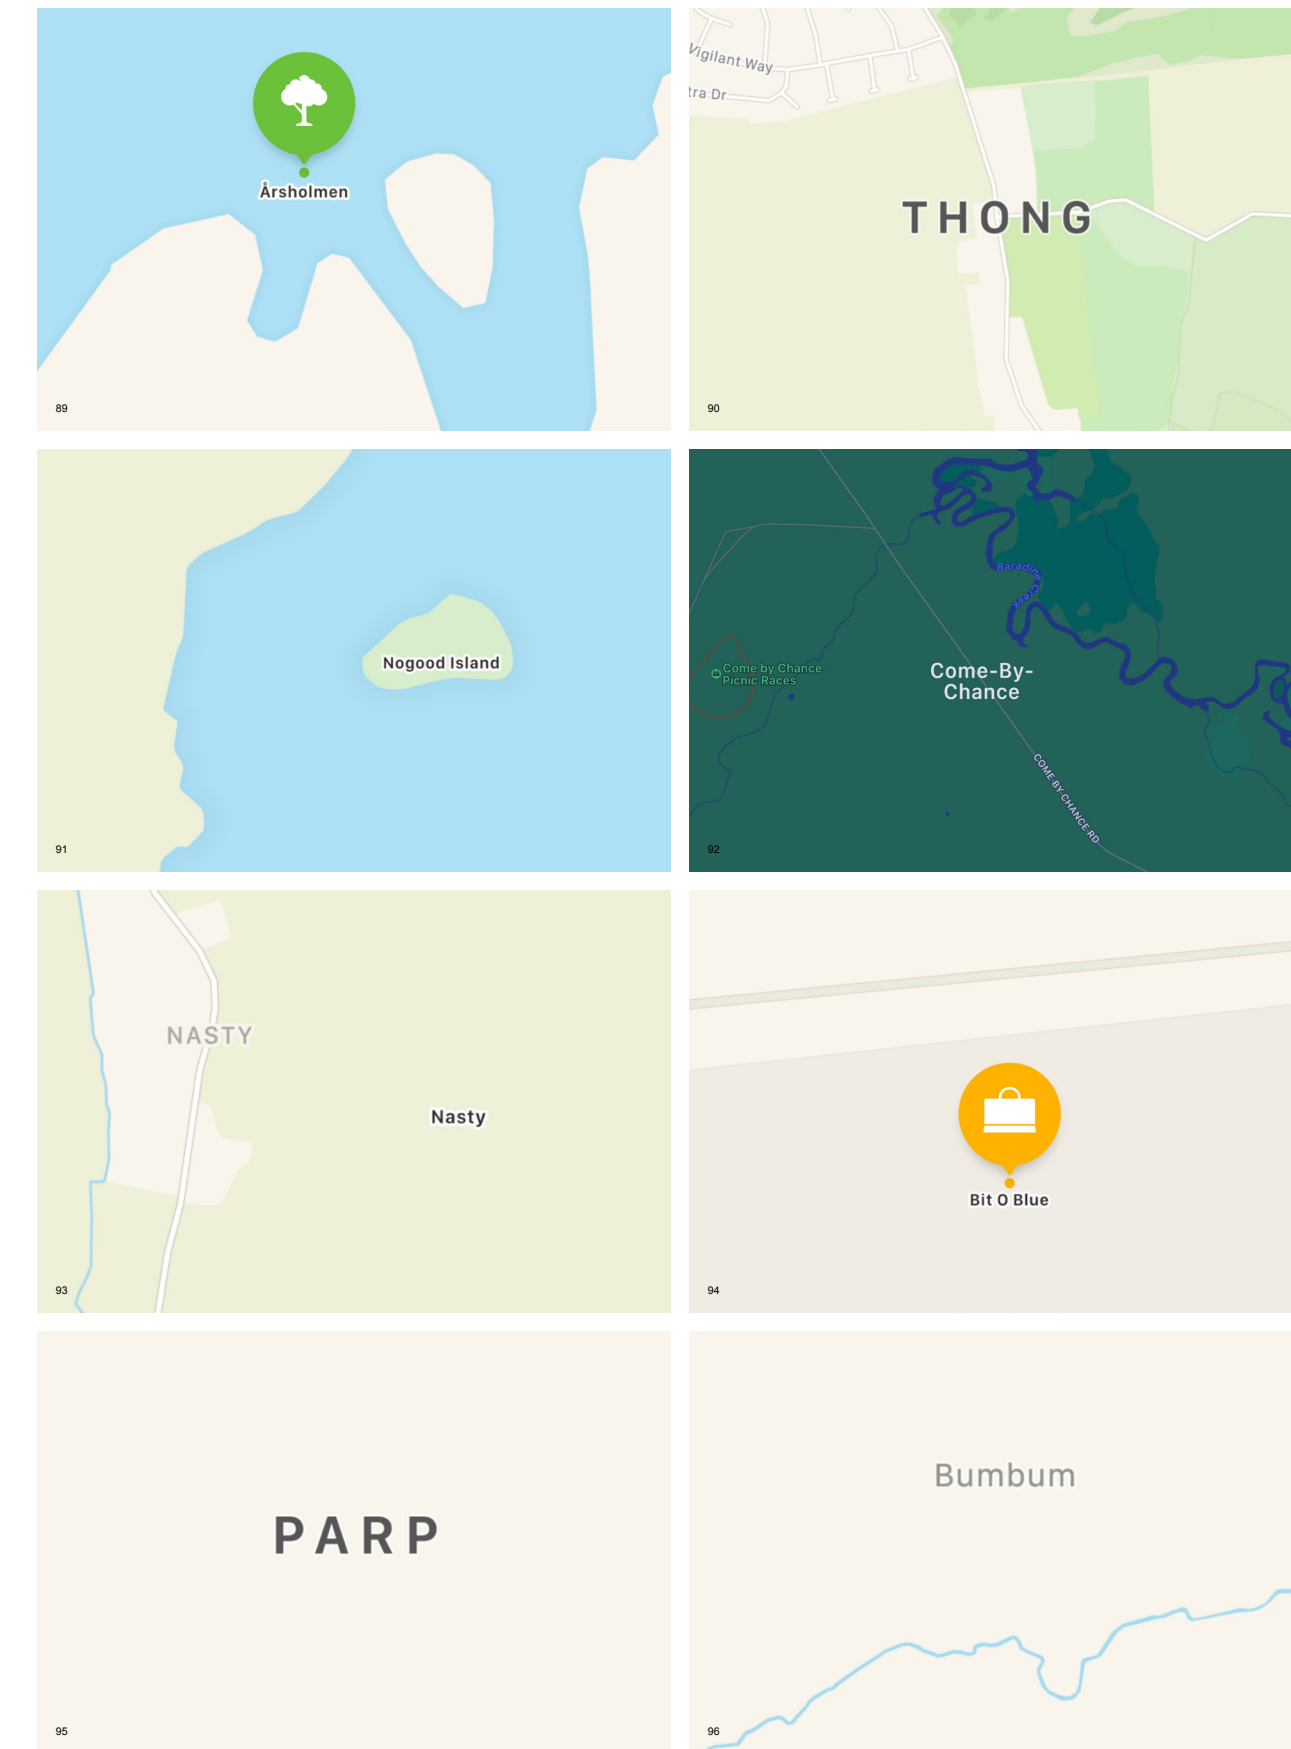 Årsholmen
89
Vigilant Way
tra Dr
THONG
90
Nogood Island
91
Baradine Creek
Come by Chance
Picnic Races
Come-By-
Chance
COME BY CHANCE RD
92
NASTY
Nasty
93
Bit O Blue
94
PARP
95
Bumbum
96